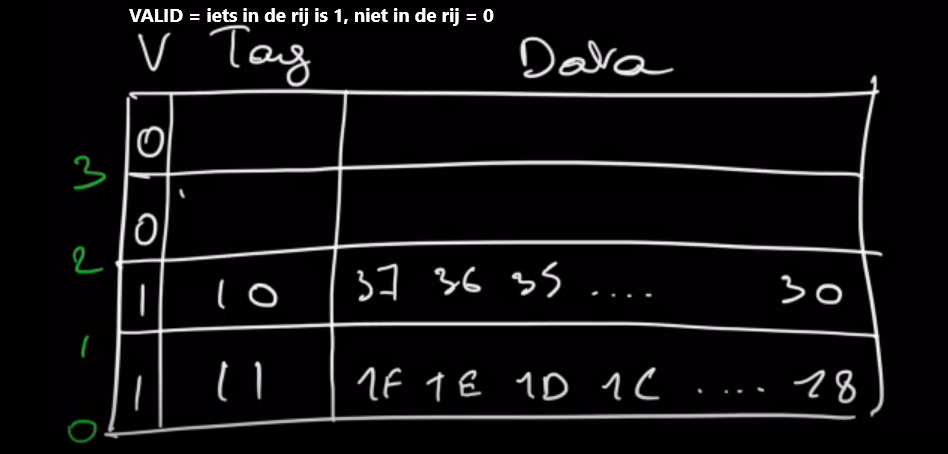 VALID = iets in de rij is 1, niet in de rij = 0
V Tag Data
0
3
0
2
1 10 37 36 35 .... 30
1
1 11 1F 1E 1D 1C .... 18
0